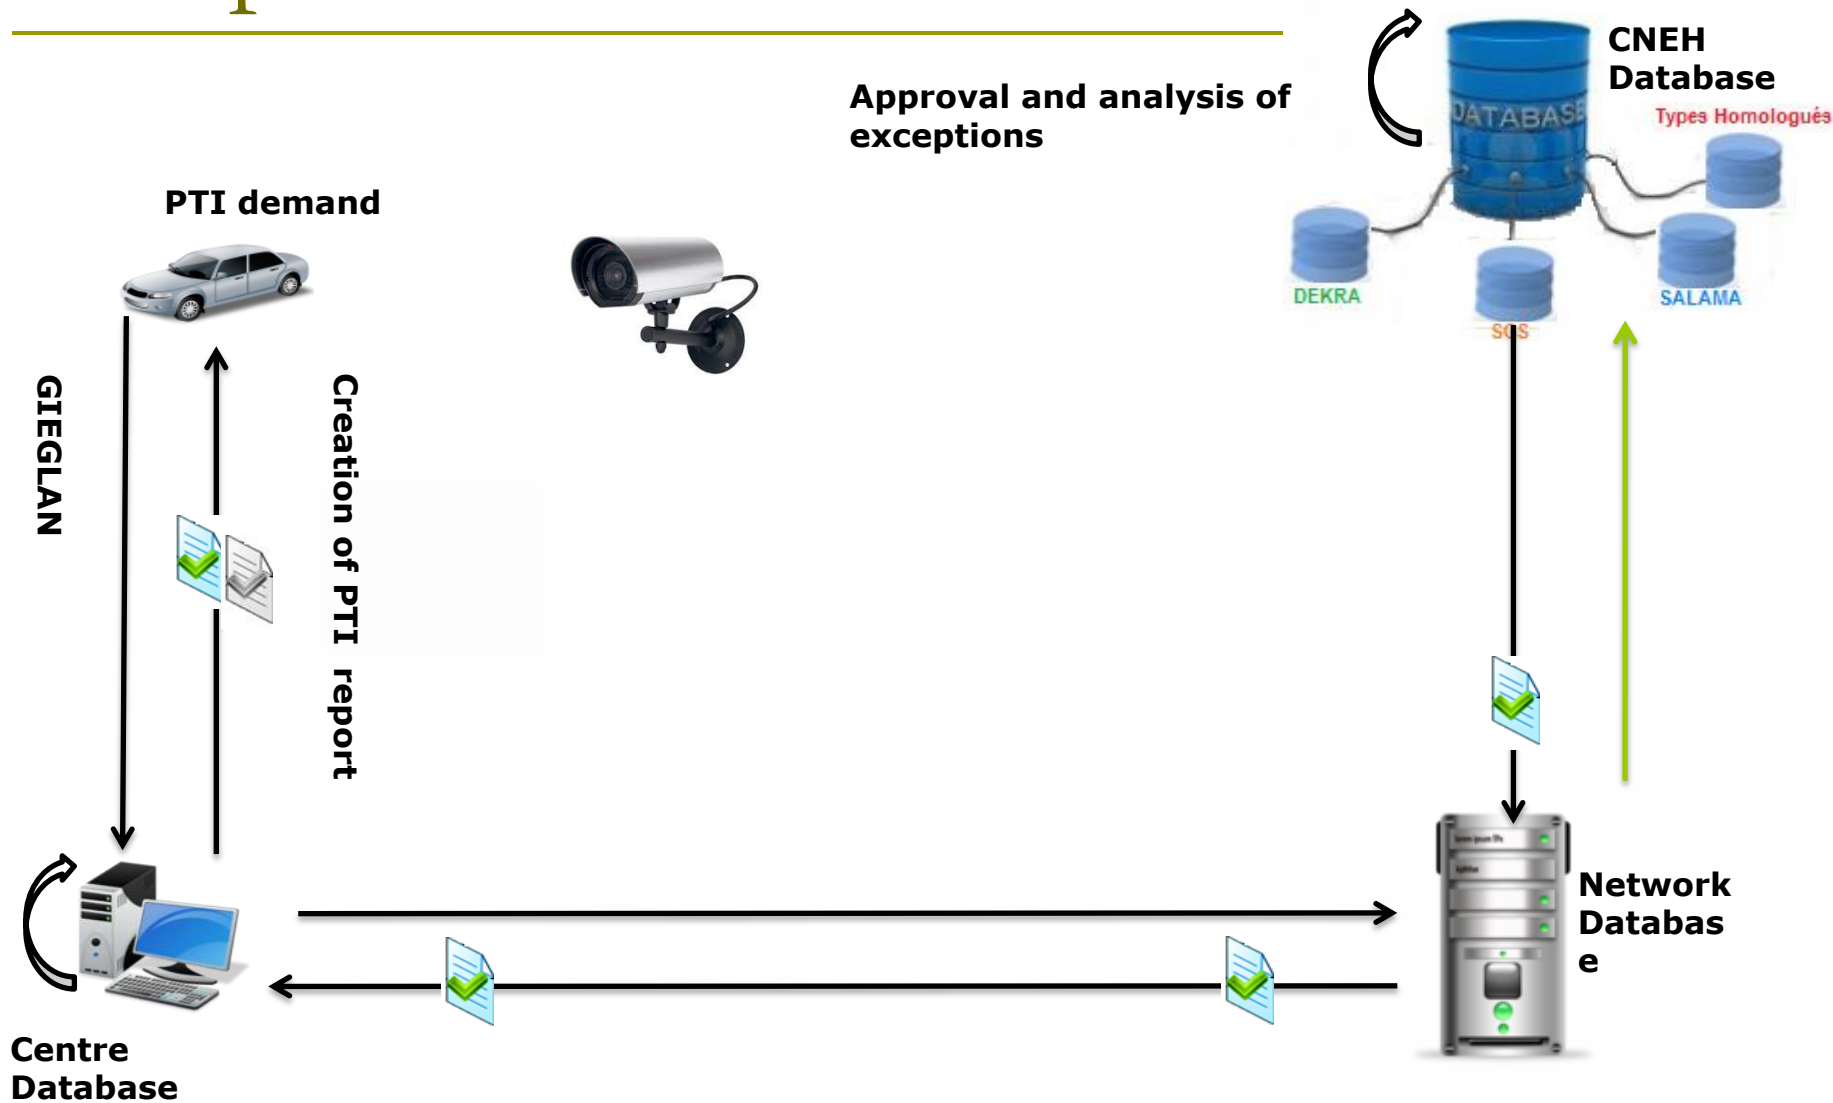 CNEH
Database
Approval and analysis of
exceptions
DATABASE
Types Homologués
PTI demand
DEKRA
SALAMA
SGS
GIEGLAN
Creation of PTI report
Network
Databas
e
Centre
Database